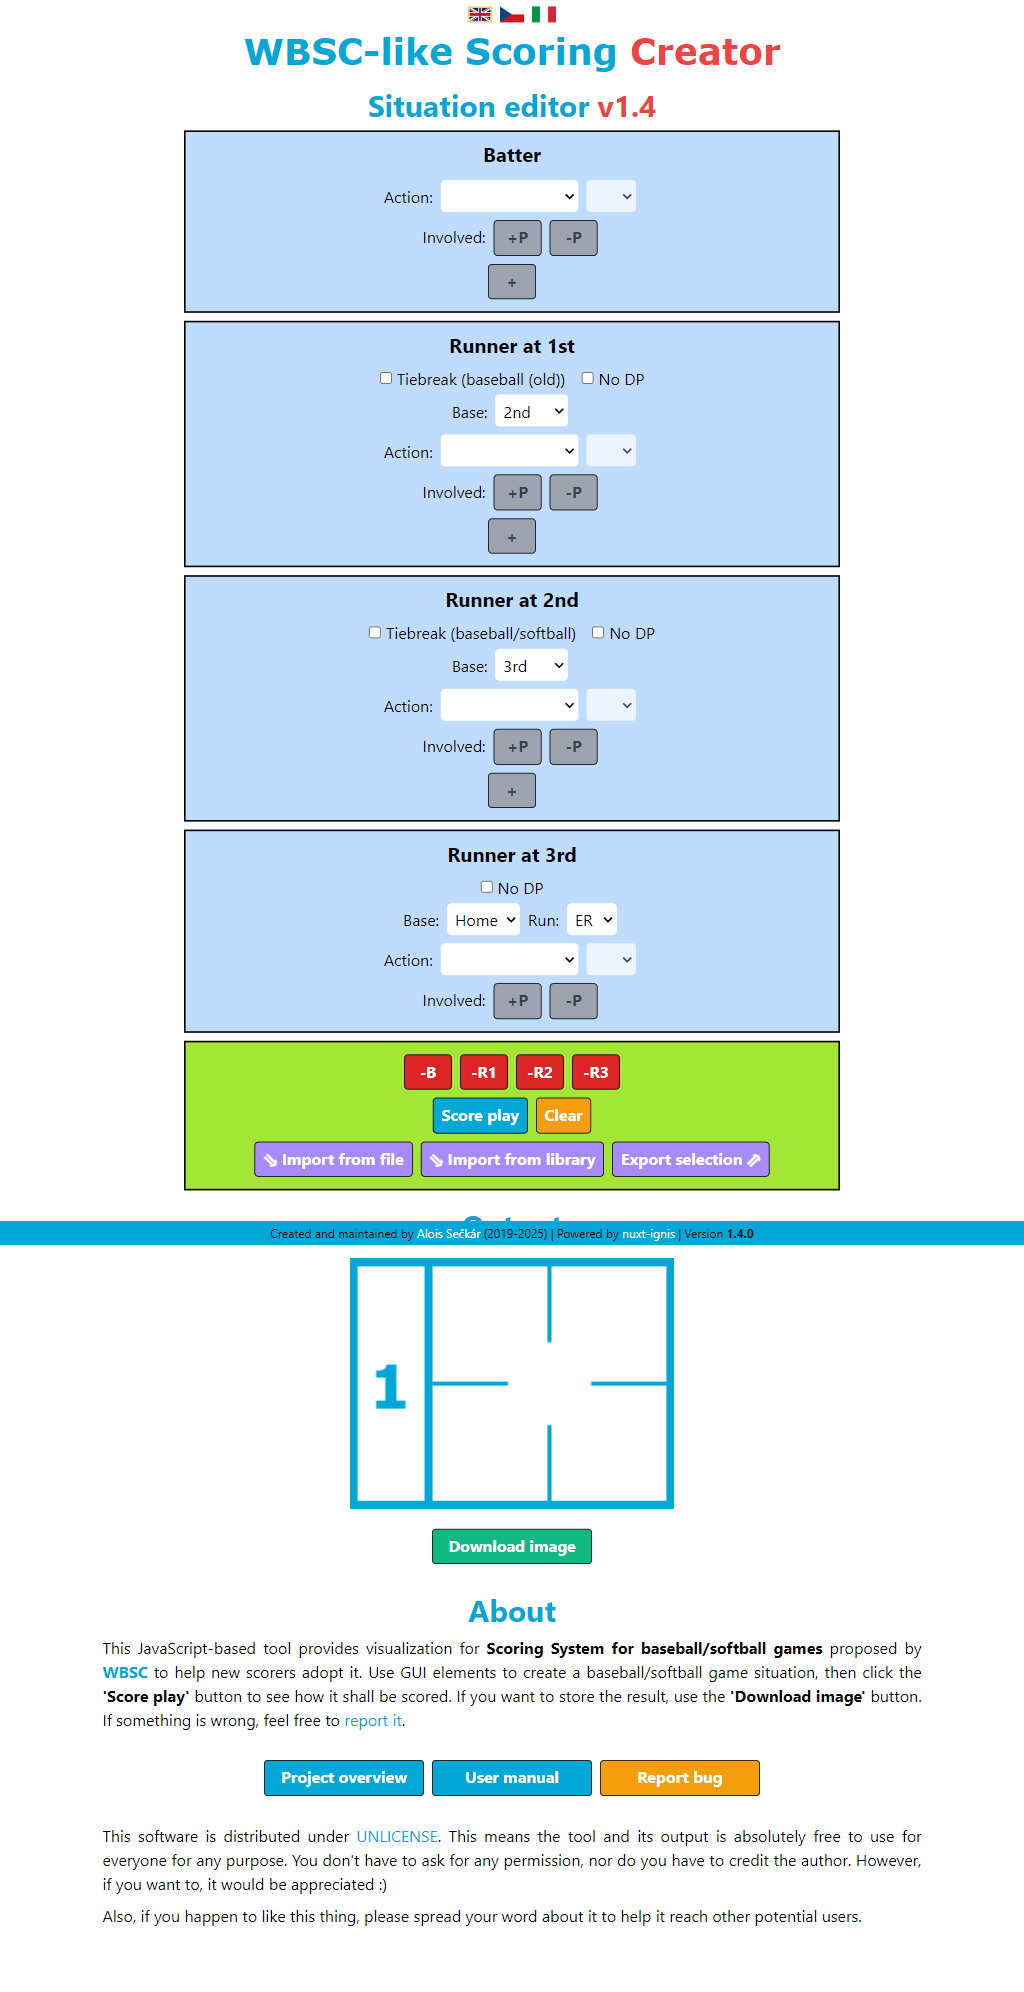 WBSC-like Scoring Creator
Situation editor v1.4
Batter
Action:
Involved: +P -P
+
Runner at 1st
Tiebreak (baseball (old)) No DP
Base: 2nd
Action:
Involved: +P -P
+
Runner at 2nd
Tiebreak (baseball/softball) No DP
Base: 3rd
Action:
Involved: +P -P
+
Runner at 3rd
No DP
Base: Home Run: ER
Action:
Involved: +P -P
-B -R1 -R2 -R3
Score play Clear
⇘ Import from file ⇘ Import from library Export selection ⇗
Created and maintained by Alois Sečkár (2019-2025) | Powered by nuxt-ignis | Version 1.4.0
1
Download image
About
This JavaScript-based tool provides visualization for Scoring System for baseball/softball games proposed by
WBSC to help new scorers adopt it. Use GUI elements to create a baseball/softball game situation, then click the
'Score play' button to see how it shall be scored. If you want to store the result, use the 'Download image' button.
If something is wrong, feel free to report it.
Project overview User manual Report bug
This software is distributed under UNLICENSE. This means the tool and its output is absolutely free to use for
everyone for any purpose. You don't have to ask for any permission, nor do you have to credit the author. However,
if you want to, it would be appreciated :)
Also, if you happen to like this thing, please spread your word about it to help it reach other potential users.